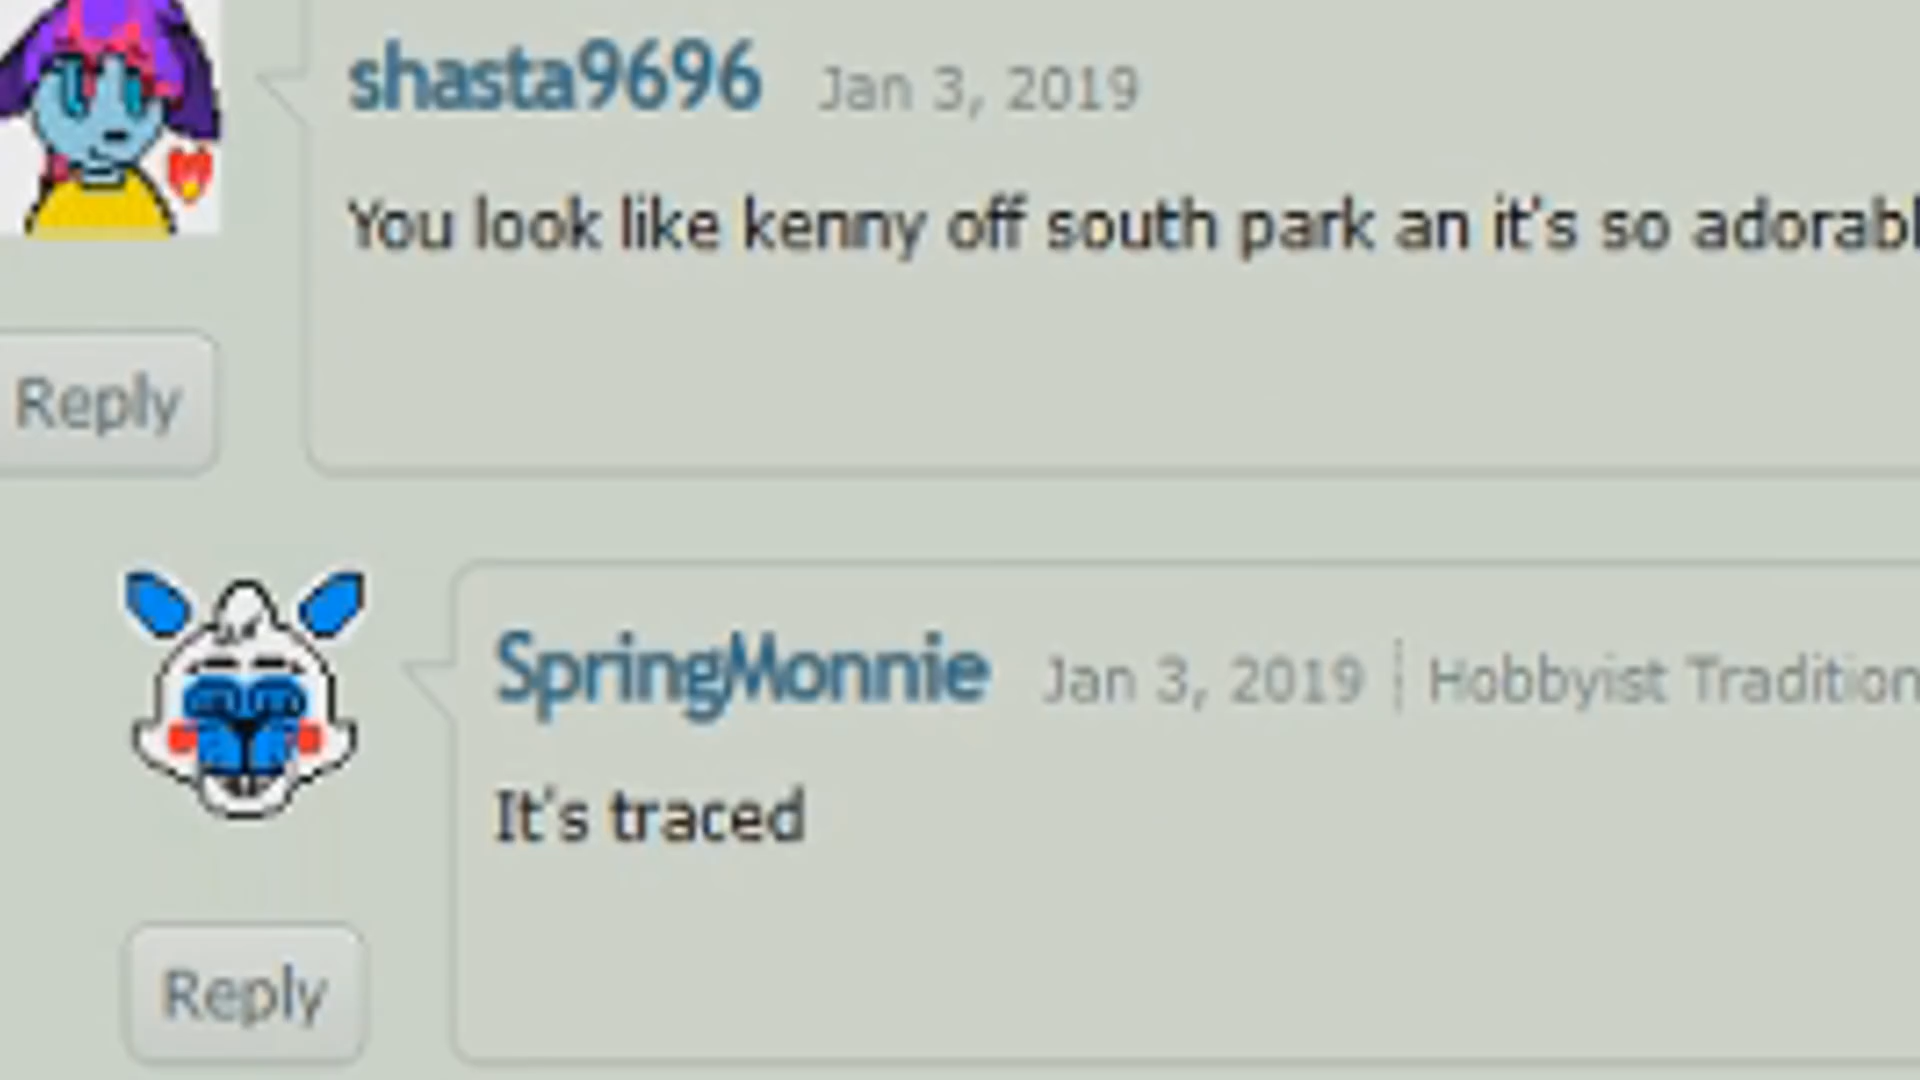 shasta9696 Jan 3, 2019
You look like kenny off south park an it's so adorabl
Reply
SpringMonnie Jan 3, 2019 Hobbyist Tradition
It's traced
Reply